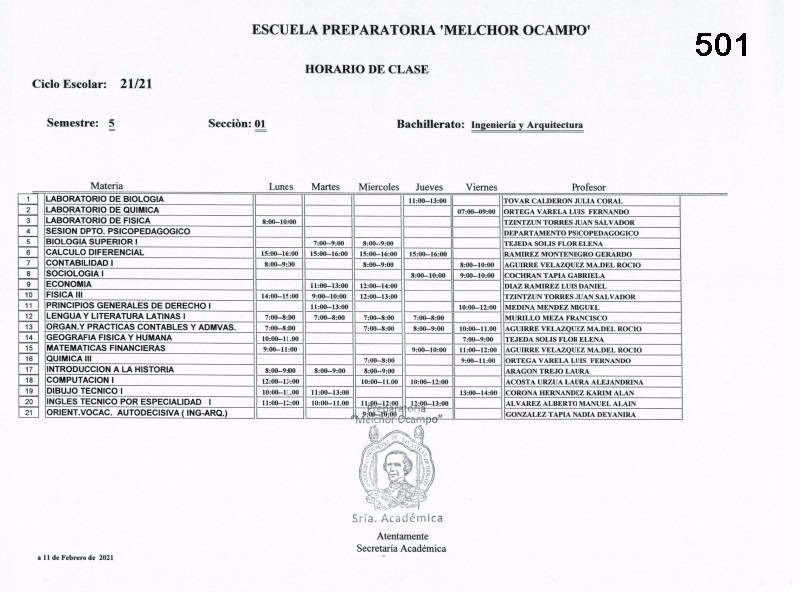 ESCUELA PREPARATORIA 'MELCHOR OCAMPO'
501
HORARIO DE CLASE
Ciclo Escolar: 21/21
Semestre: 5 Secciòn: 01 Bachillerato: Ingeniería y Arquitectura
Materia Lunes Martes Miercoles Jueves Viernes Profesor
1 LABORATORIO DE BIOLOGIA 11:00--13:00 TOVAR CALDERON JULIA CORAL
2 LABORATORIO DE QUIMICA 07:00--09:00 ORTEGA VARELA LUIS FERNANDO
3 LABORATORIO DE FISICA 8:00--10:00 TZINTZUN TORRES JUAN SALVADOR
4 SESION DPTO. PSICOPEDAGOGICO DEPARTAMENTO PSICOPEDAGOGICO
5 BIOLOGIA SUPERIOR I 7:00--9:00 8:00--9:00 TEJEDA SOLIS FLOR ELENA
6 CALCULO DIFERENCIAL 15:00--16:00 15:00--16:00 15:00--16:00 15:00--16:00 RAMIREZ MONTENEGRO GERARDO
7 CONTABILIDAD I 8:00--9:00 8:00--9:00 8:00--10:00 AGUIRRE VELAZQUEZ MA.DEL ROCIO
8 SOCIOLOGIA I 8:00--10:00 9:00--10:00 COCHRAN TAPIA GABRIELA
9 ECONOMIA 11:00--13:00 12:00--14:00 DIAZ RAMIREZ LUIS DANIEL
10 FISICA III 14:00--15:00 9:00--10:00 12:00--13:00 TZINTZUN TORRES JUAN SALVADOR
11 PRINCIPIOS GENERALES DE DERECHO I 11:00--13:00 10:00--12:00 MEDINA MENDEZ MIGUEL
12 LENGUA Y LITERATURA LATINAS I 7:00--8:00 7:00--8:00 7:00--8:00 7:00--8:00 MURILLO MEZA FRANCISCO
13 ORGAN.Y PRACTICAS CONTABLES Y ADMVAS. 7:00--8:00 7:00--8:00 8:00--9:00 10:00--11.00 AGUIRRE VELAZQUEZ MA.DEL ROCIO
14 GEOGRAFIA FISICA Y HUMANA 10:00--11.00 7:00--9:00 TEJEDA SOLIS FLOR ELENA
15 MATEMATICAS FINANCIERAS 9:00--11:00 9:00--10:00 11:00--12:00 AGUIRRE VELAZQUEZ MA.DEL ROCIO
16 QUIMICA III 7:00--8:00 9:00--11:00 ORTEGA VARELA LUIS FERNANDO
17 INTRODUCCION A LA HISTORIA 8:00--9:00 8:00--9:00 8:00--9:00 ARAGON TREJO LAURA
18 COMPUTACION I 12:00--13:00 10:00--11.00 10:00--12:00 ACOSTA URZUA LAURA ALEJANDRINA
19 DIBUJO TECNICO I 11:00--13:00 13:00--14:00 CORONA HERNANDEZ KARIM ALAN
20 INGLES TECNICO POR ESPECIALIDAD I 11:00--12:00 10:00--11.00 11:00--12:00 12:00--13:00 ALVAREZ ALBERTO MANUEL ALAIN
21 ORIENT.VOCAC. AUTODECISIVA ( ING-ARQ.) 9:00--10:00 GONZALEZ TAPIA NADIA DEYANIRA
Preparatoria
"Melchor Ocampo"
Sría. Académica
Atentamente
Secretaría Académica
a 11 de Febrero de 2021